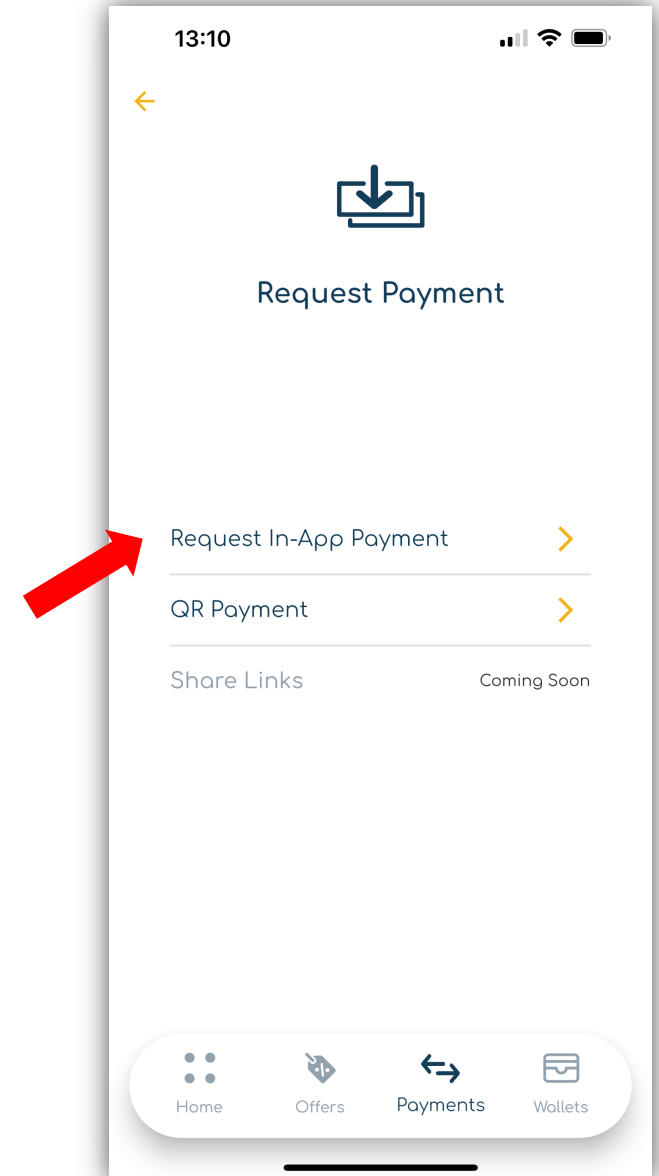 13:10
Request Payment
Request In-App Payment
QR Payment
Share Links Coming Soon
Home Offers Payments Wallets